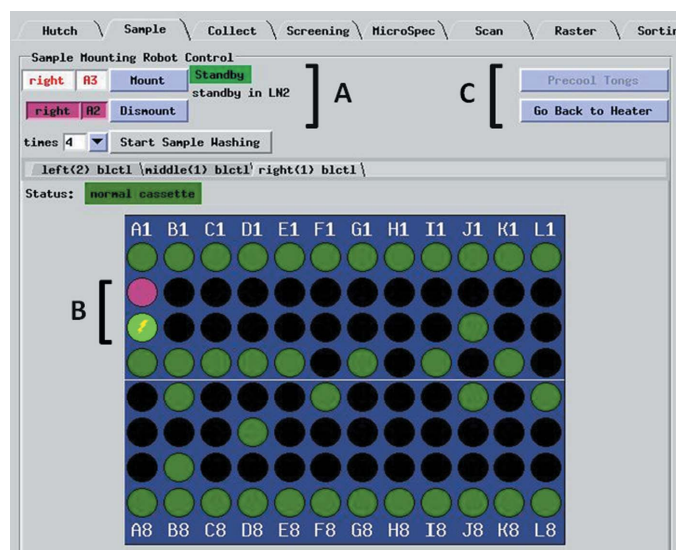 Hutch Sample Collect Screening MicroSpec Scan Raster Sortin
Sample Mounting Robot Control
right A3 Mount Standby
standby in LN2
right A2 Dismount
A
C
Precool Tongs
Go Back to Heater
times 4 Start Sample Washing
left(2) blctl middle(1) blctl right(1) blctl
Status: normal cassette
A1 B1 C1 D1 E1 F1 G1 H1 I1 J1 K1 L1
B
A8 B8 C8 D8 E8 F8 G8 H8 I8 J8 K8 L8